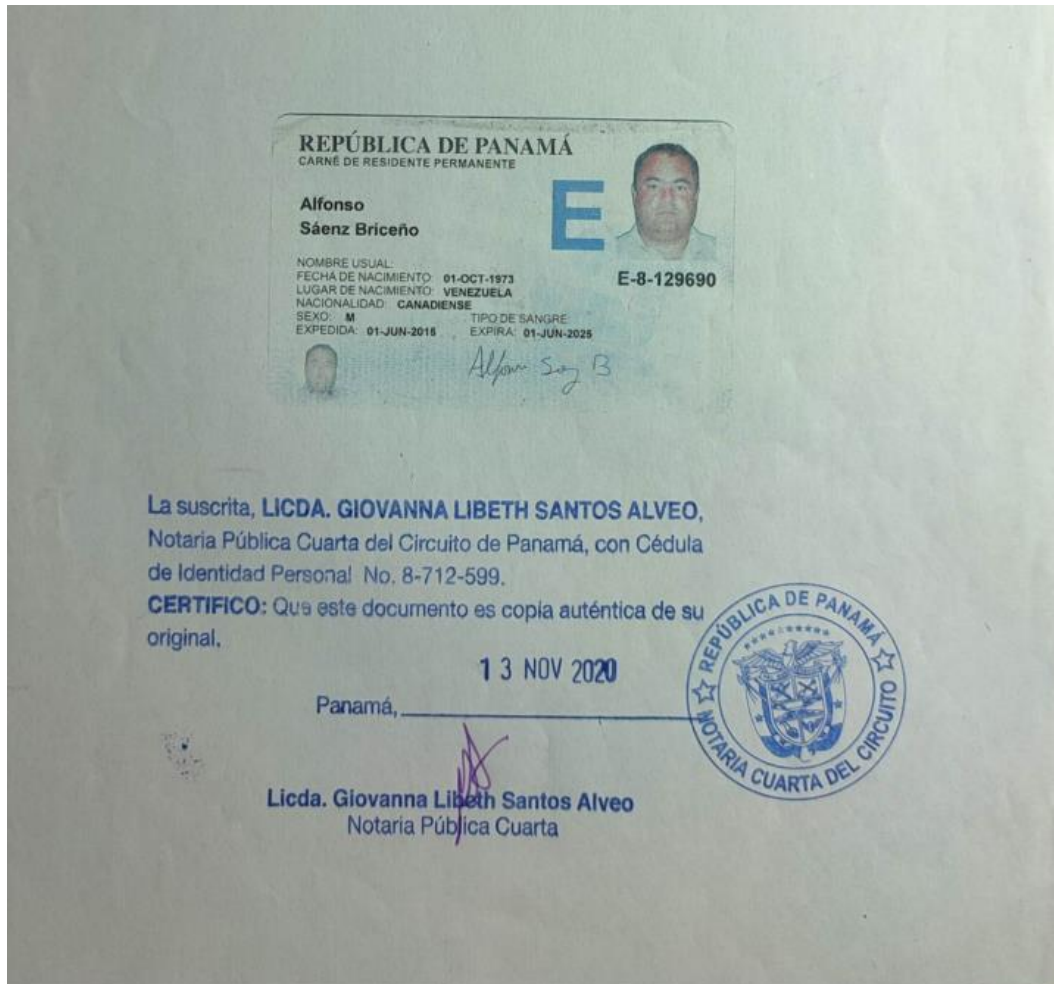 REPÚBLICA DE PANAMÁ
CARNÉ DE RESIDENTE PERMANENTE
Alfonso
Sáenz Briceño
E
NOMBRE USUAL:
FECHA DE NACIMIENTO: 01-OCT-1973
LUGAR DE NACIMIENTO: VENEZUELA
NACIONALIDAD: CANADIENSE
SEXO: M TIPO DE SANGRE:
EXPEDIDA: 01-JUN-2016 EXPIRA: 01-JUN-2025
E-8-129690
La suscrita, LICDA. GIOVANNA LIBETH SANTOS ALVEO,
Notaria Pública Cuarta del Circuito de Panamá, con Cédula
de Identidad Personal No. 8-712-599.
CERTIFICO: Que este documento es copia auténtica de su
original.
13 NOV 2020
Panamá,
Licda. Giovanna Libeth Santos Alveo
Notaria Pública Cuarta
REPÚBLICA DE PANAMÁ
NOTARIA CUARTA DEL CIRCUITO